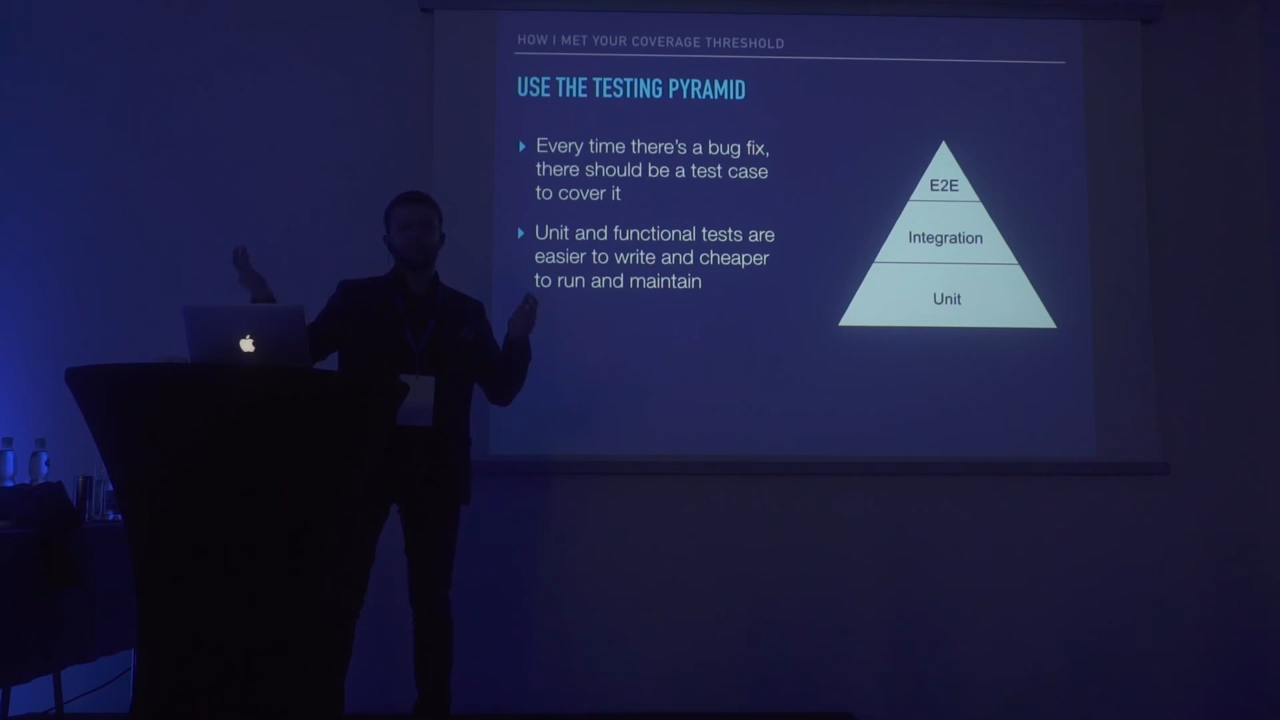 HOW I MET YOUR COVERAGE THRESHOLD
USE THE TESTING PYRAMID
Every time there's a bug fix,
there should be a test case
to cover it
Unit and functional tests are
easier to write and cheaper
to run and maintain
E2E
Integration
Unit